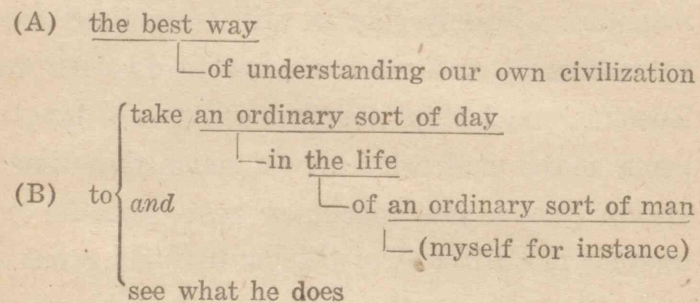 (A) the best way
of understanding our own civilization
take an ordinary sort of day
in the life
(B) to and
of an ordinary sort of man
(myself for instance)
see what he does